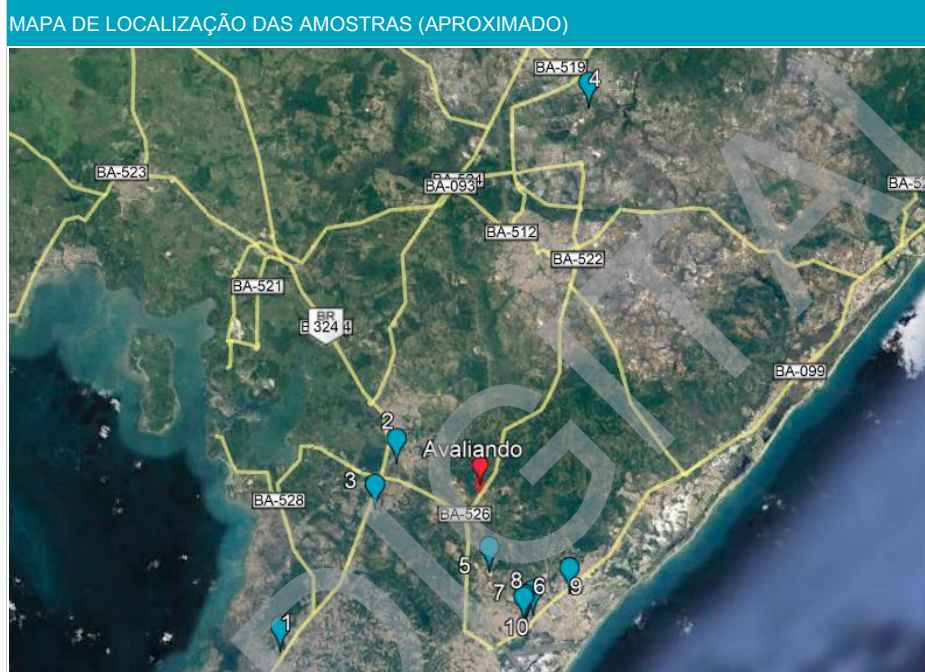 MAPA DE LOCALIZAÇÃO DAS AMOSTRAS (APROXIMADO)
BA-519
4
BA-523
BA-093
BA-512
BA-522
BA-521
BR
324
BA-099
2
Avaliando
3
BA-528
BA-526
5
8
6
9
7
10
1
DIGITAL